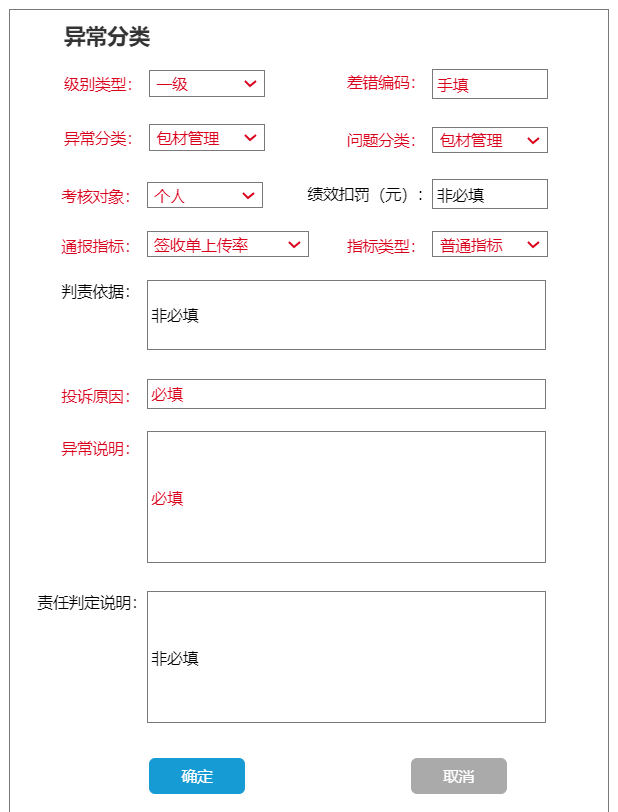 异常分类
级别类型： 一级 差错编码： 手填
异常分类： 包材管理 问题分类： 包材管理
考核对象： 个人 绩效扣罚（元）： 非必填
通报指标： 签收单上传率 指标类型： 普通指标
判责依据： 非必填
投诉原因： 必填
异常说明： 必填
责任判定说明： 非必填
确定 取消